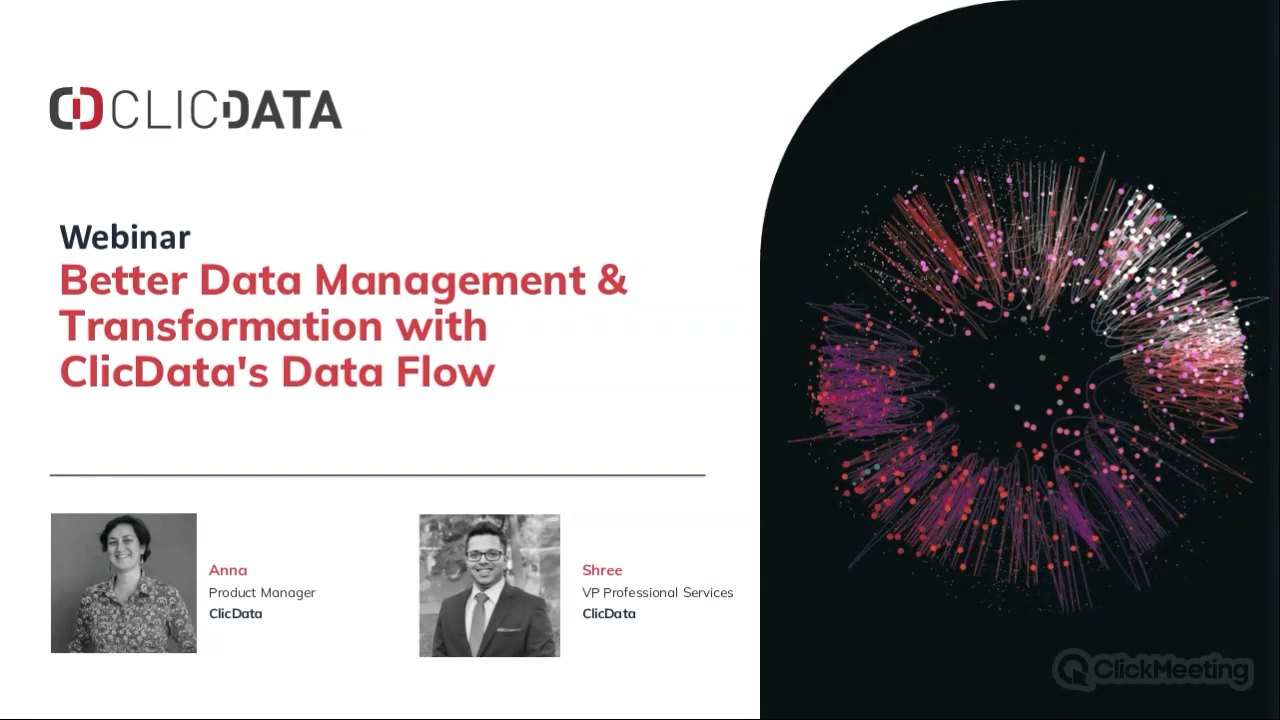 CLICDATA
Webinar
Better Data Management &
Transformation with
ClicData's Data Flow
Anna
Product Manager
ClicData
Shree
VP Professional Services
ClicData
ClickMeeting